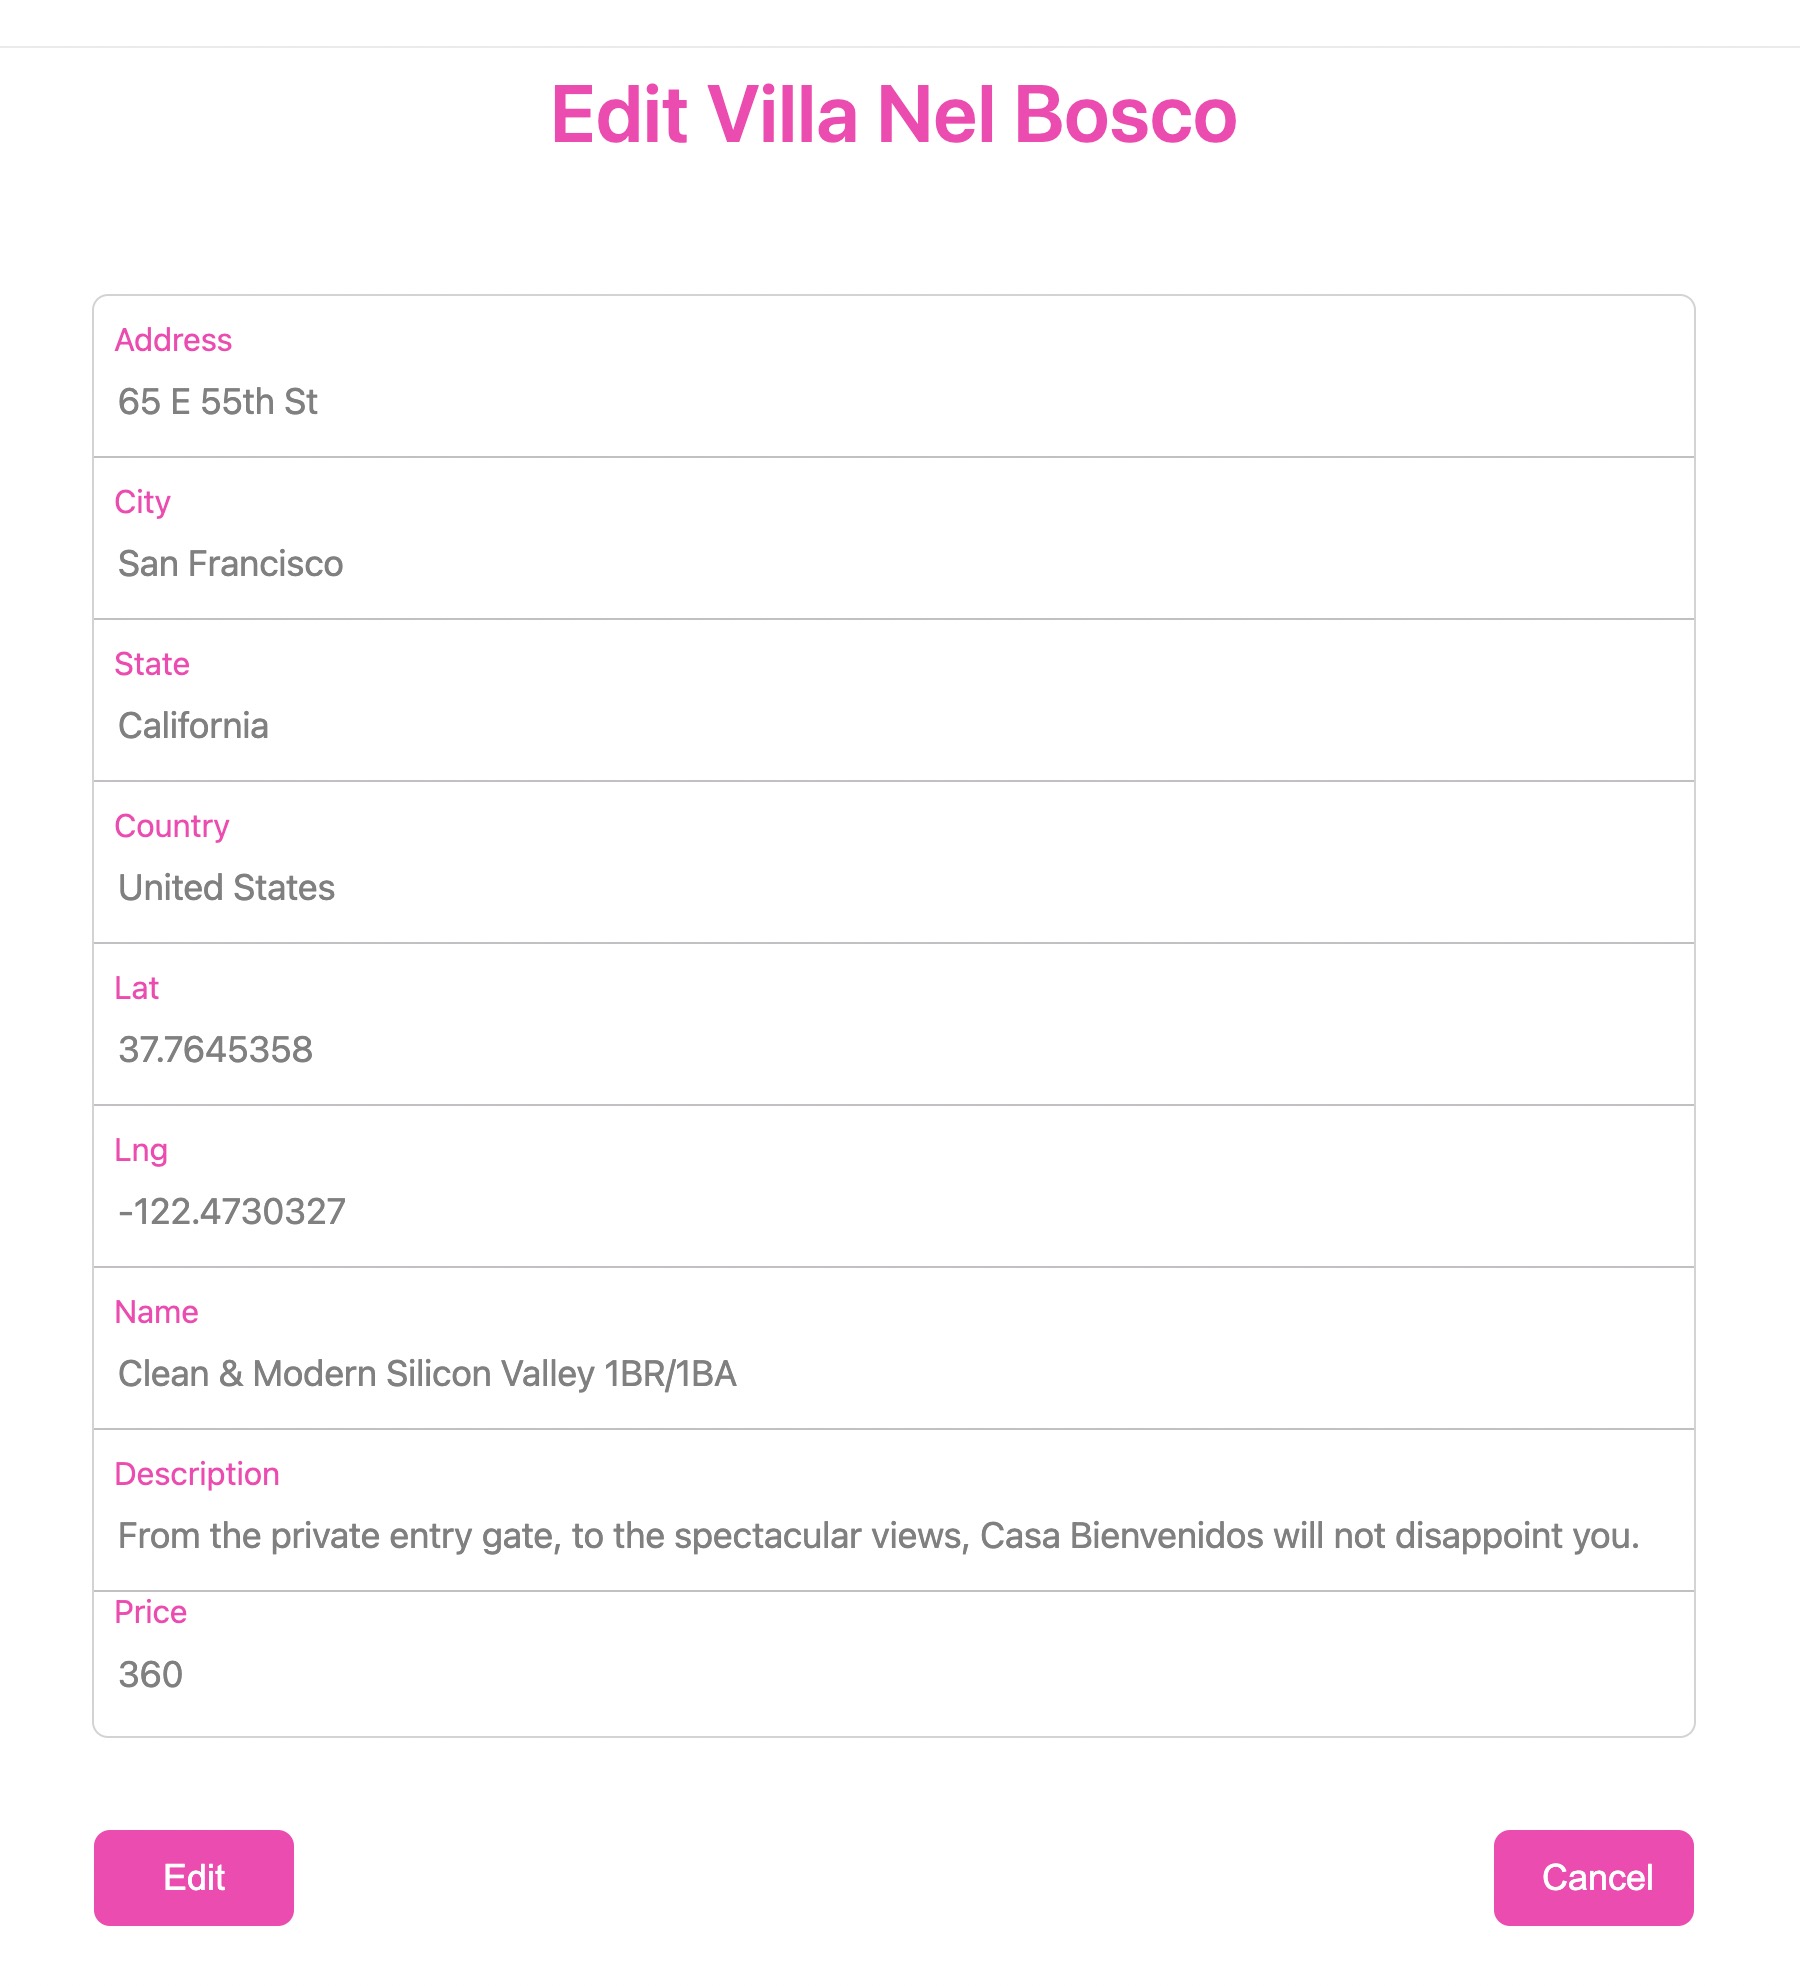 Edit Villa Nel Bosco
Address
65 E 55th St
City
San Francisco
State
California
Country
United States
Lat
37.7645358
Lng
-122.4730327
Name
Clean & Modern Silicon Valley 1BR/1BA
Description
From the private entry gate, to the spectacular views, Casa Bienvenidos will not disappoint you.
Price
360
Edit
Cancel